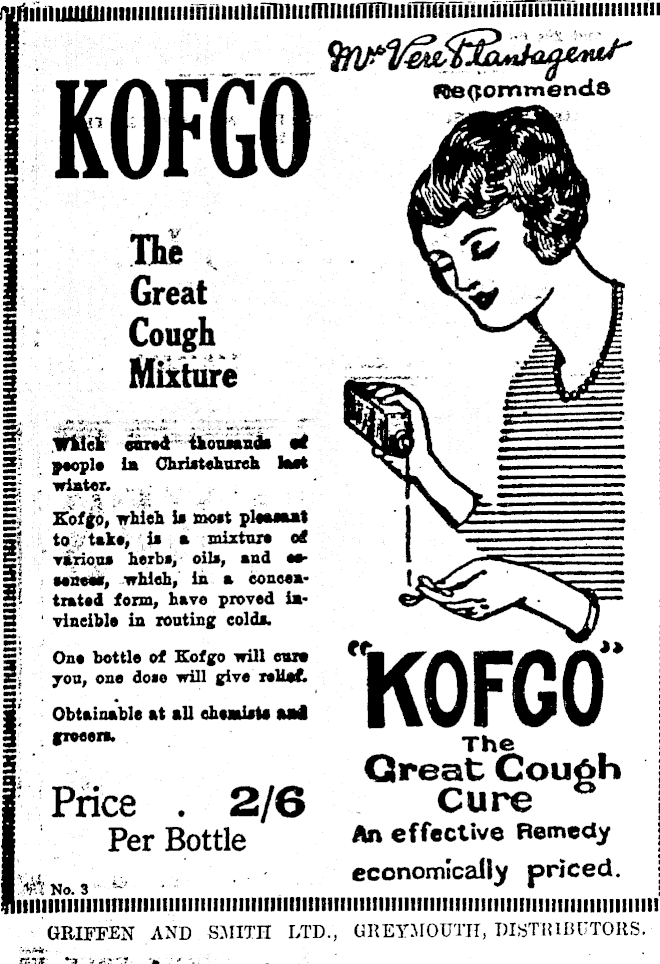 KOFGO
The
Great
Cough
Mixture
Which cured thousands of
people in Christchurch last
winter.
Kofgo, which is most pleasant
to take, is a mixture of
various herbs, oils, and es-
sences, which, in a concen-
trated form, have proved in-
vincible in routing colds.
One bottle of Kofgo will cure
you, one dose will give relief.
Obtainable at all chemists and
grocers.
Price . 2/6
Per Bottle
No. 3
Mrs Vere Plantagenet
Recommends
"KOFGO"
The
Great Cough
Cure
An effective Remedy
economically priced.
GRIFFEN AND SMITH LTD., GREYMOUTH, DISTRIBUTORS.